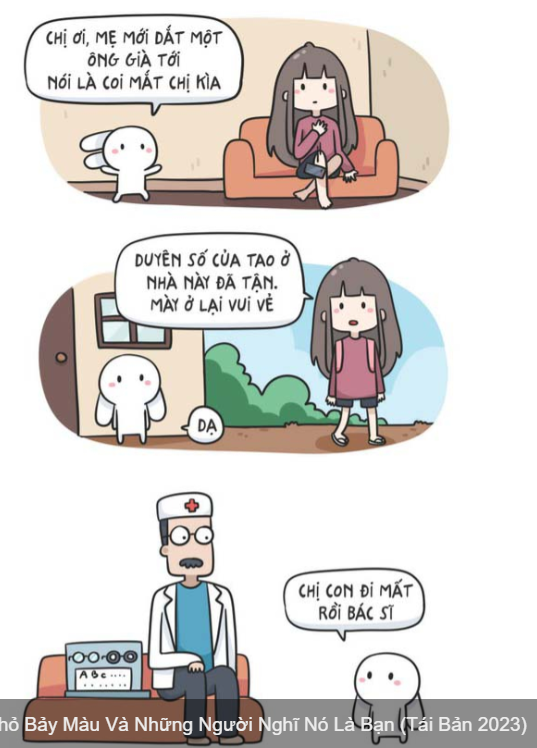 CHỊ ƠI, MẸ MỚI DẮT MỘT
ÔNG GIÀ TỚI
NÓI LÀ COI MẮT CHỊ KÌA
DUYÊN SỐ CỦA TAO Ở
NHÀ NÀY ĐÃ TẬN.
MÀY Ở LẠI VUI VẺ
DẠ
CHỊ CON ĐI MẤT
RỒI BÁC SĨ
ABc
hỏ Bảy Màu Và Những Người Nghĩ Nó Là Bạn (Tái Bản 2023)